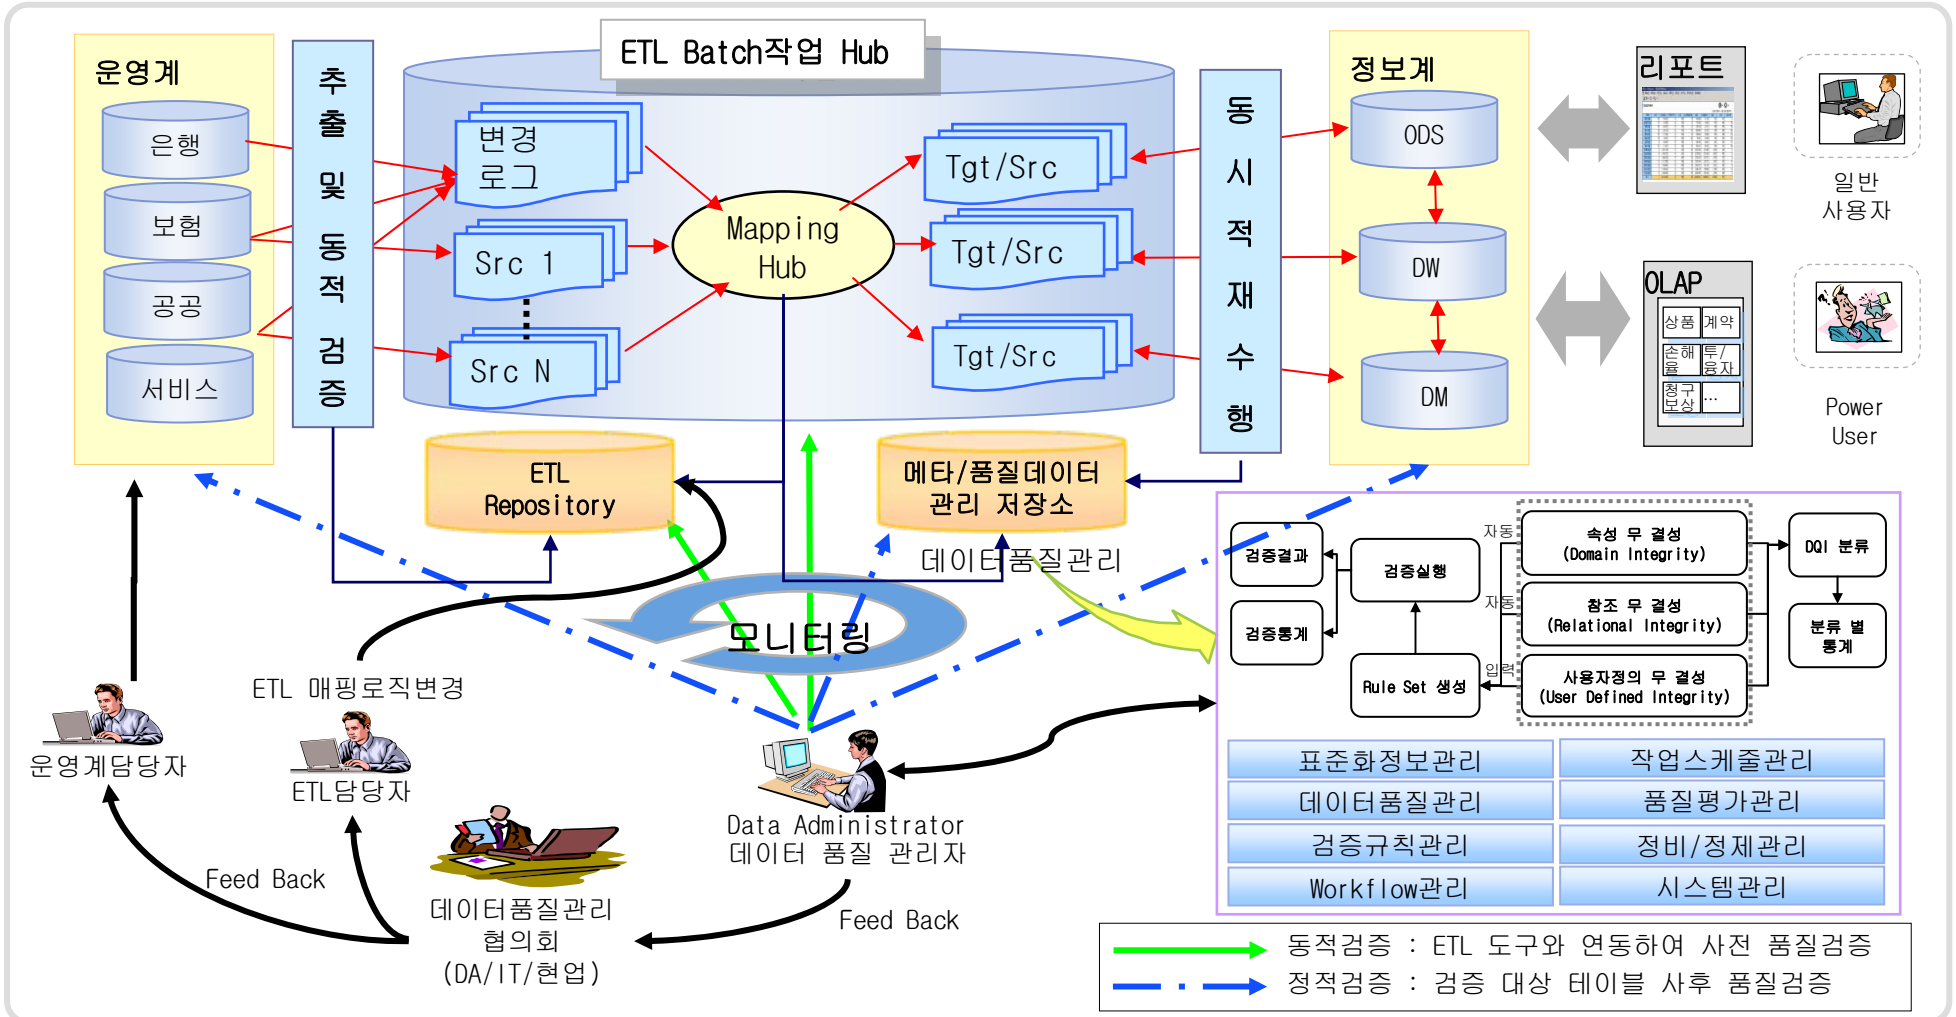 ETL Batch작업 Hub
운영계
은행
보험
공공
서비스
추
출
및
동
적
검
증
변경
로그
Src 1
Src N
Mapping
Hub
Tgt/Src
Tgt/Src
Tgt/Src
동
시
적
재
수
행
정보계
ODS
DW
DM
리포트
일반
사용자
OLAP
상품
계약
손해
율
투/
융자
청구
보상
...
Power
User
ETL
Repository
메타/품질데이터
관리 저장소
데이터품질관리
모니터링
ETL 매핑로직변경
운영계담당자
ETL담당자
Data Administrator
데이터 품질 관리자
Feed Back
Feed Back
데이터품질관리
협의회
(DA/IT/현업)
검증결과
검증통계
검증실행
Rule Set 생성
자동
자동
입력
속성 무 결성
(Domain Integrity)
참조 무 결성
(Relational Integrity)
사용자정의 무 결성
(User Defined Integrity)
DQI 분류
분류 별
통계
표준화정보관리
작업스케줄관리
데이터품질관리
품질평가관리
검증규칙관리
정비/정제관리
Workflow관리
시스템관리
동적검증 : ETL 도구와 연동하여 사전 품질검증
정적검증 : 검증 대상 테이블 사후 품질검증